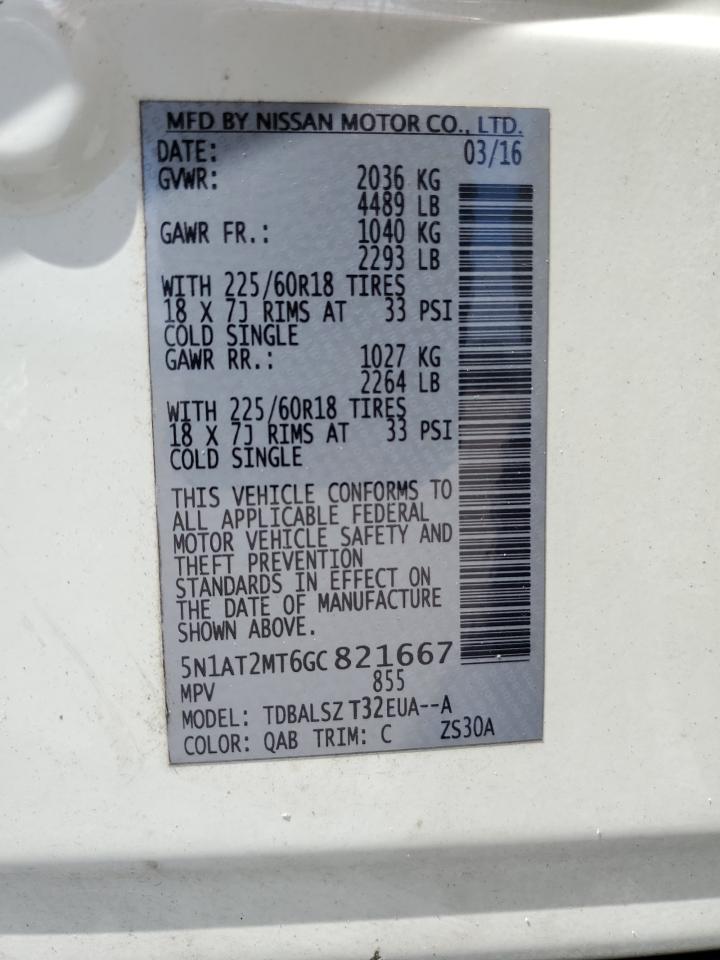 MFD BY NISSAN MOTOR CO., LTD.
DATE: 03/16
GVWR: 2036 KG
4489 LB
GAWR FR.: 1040 KG
2293 LB
WITH 225/60R18 TIRES
18 X 7J RIMS AT 33 PSI
COLD SINGLE
GAWR RR.: 1027 KG
2264 LB
WITH 225/60R18 TIRES
18 X 7J RIMS AT 33 PSI
COLD SINGLE
THIS VEHICLE CONFORMS TO
ALL APPLICABLE FEDERAL
MOTOR VEHICLE SAFETY AND
THEFT PREVENTION
STANDARDS IN EFFECT ON
THE DATE OF MANUFACTURE
SHOWN ABOVE.
5N1AT2MT6GC821667
MPV 855
MODEL: TDBALSZ T32EUA--A
COLOR: QAB TRIM: C ZS30A